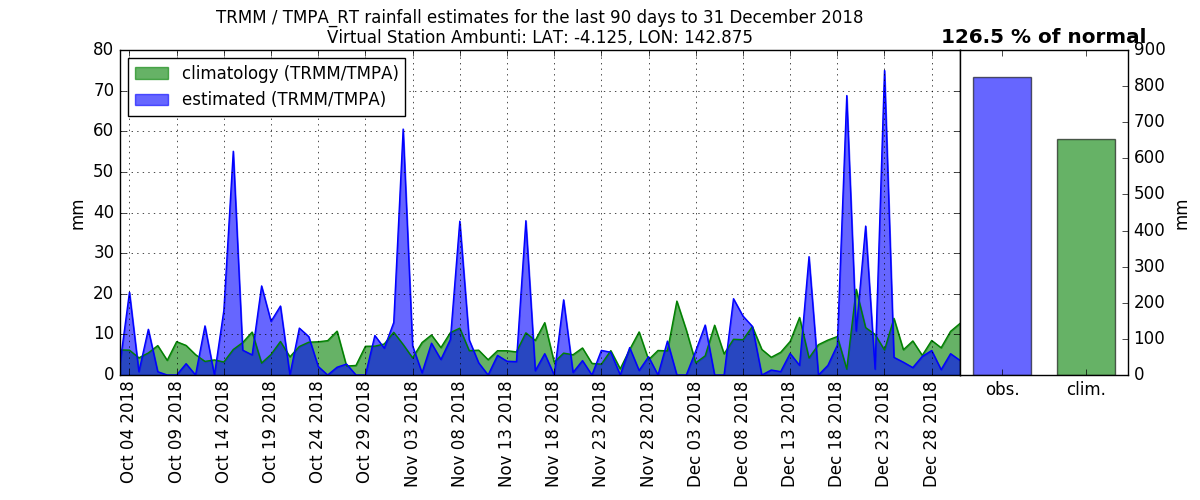 TRMM / TMPA_RT rainfall estimates for the last 90 days to 31 December 2018
Virtual Station Ambunti: LAT: -4.125, LON: 142.875
126.5 % of normal
climatology (TRMM/TMPA)
estimated (TRMM/TMPA)
80
70
60
50
40
30
20
10
0
mm
900
800
700
600
500
400
300
200
100
0
mm
obs.
clim.
Oct 04 2018
Oct 09 2018
Oct 14 2018
Oct 19 2018
Oct 24 2018
Oct 29 2018
Nov 03 2018
Nov 08 2018
Nov 13 2018
Nov 18 2018
Nov 23 2018
Nov 28 2018
Dec 03 2018
Dec 08 2018
Dec 13 2018
Dec 18 2018
Dec 23 2018
Dec 28 2018